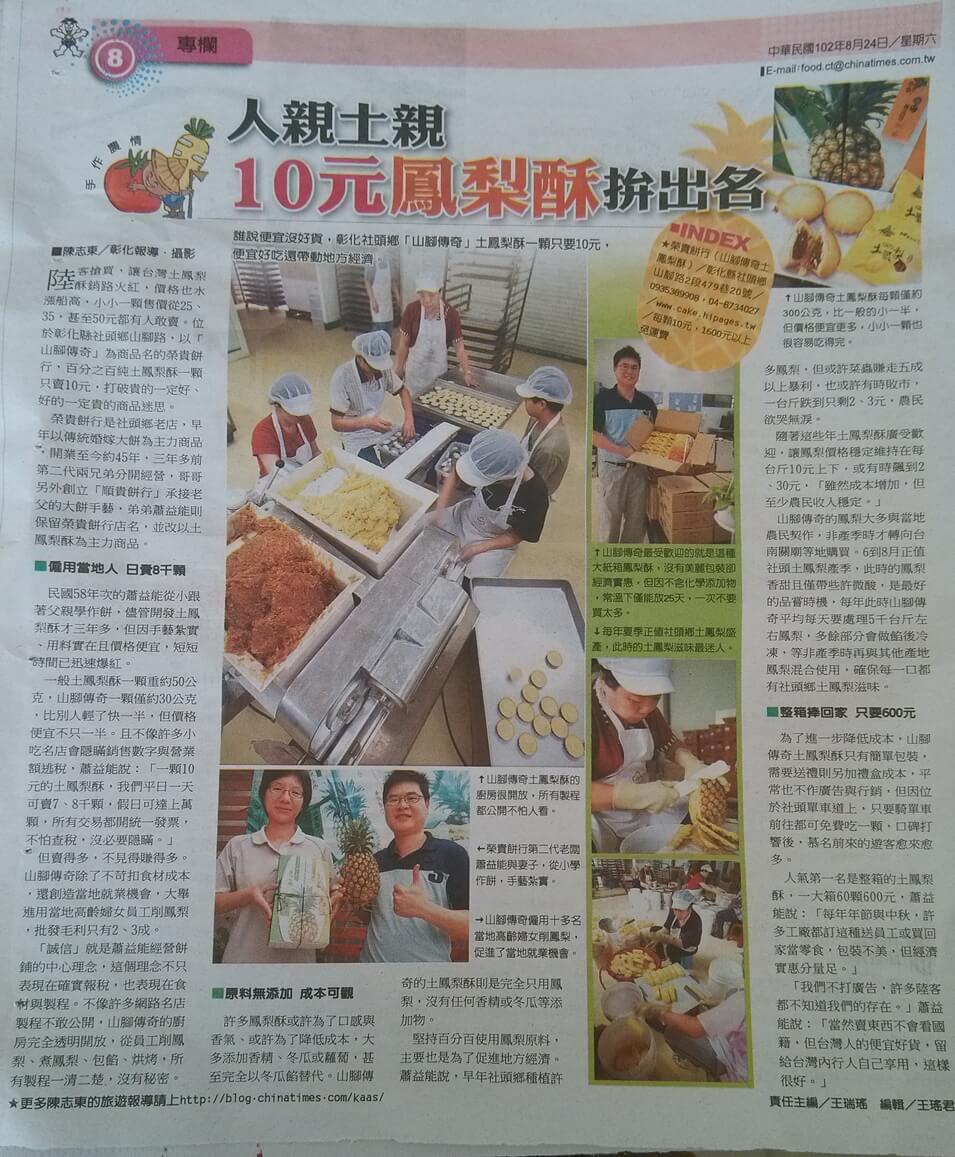 8
專欄
中華民國102年8月24日／星期六
E-mail:food.ct@chinatimes.com.tw
手作農情
人親土親
10元鳳梨酥拚出名
誰說便宜沒好貨，彰化社頭鄉「山腳傳奇」土鳳梨酥一顆只要10元，
便宜好吃還帶動地方經濟。
■陳志東／彰化報導‧攝影
陸客搶買，讓台灣土鳳梨
酥銷路火紅，價格也水
漲船高，小小一顆售價從25、
35，甚至50元都有人敢賣。位
於彰化縣社頭鄉山腳路，以「
山腳傳奇」為商品名的榮貴餅
行，百分之百純土鳳梨酥一顆
只賣10元，打破貴的一定好、
好的一定貴的商品迷思。
榮貴餅行是社頭鄉老店，早
年以傳統婚嫁大餅為主力商品
，開業至今約45年，三年多前
第二代兩兄弟分開經營，哥哥
另外創立「順貴餅行」承接老
父的大餅手藝，弟弟蕭益能則
保留榮貴餅行店名，並改以土
鳳梨酥為主力商品。
■僱用當地人 日賣8千顆
民國58年次的蕭益能從小跟
著父親學作餅，儘管開發土鳳
梨酥才三年多，但因手藝紮實
、用料實在且價格便宜，短短
時間已迅速爆紅。
一般土鳳梨酥一顆重約50公
克，山腳傳奇一顆僅約30公克
，比別人輕了快一半，但價格
便宜不只一半。且不像許多小
吃名店會隱瞞銷售數字與營業
額逃稅，蕭益能說：「一顆10
元的土鳳梨酥，我們平日一天
可賣7、8千顆，假日可達上萬
顆，所有交易都開統一發票，
不怕查稅，沒必要隱瞞。」
但賣得多，不見得賺得多。
山腳傳奇除了不苛扣食材成本
，還創造當地就業機會，大舉
進用當地高齡婦女員工削鳳梨
，批發毛利只有2、3成。
「誠信」就是蕭益能經營餅
鋪的中心理念，這個理念不只
表現在確實報稅，也表現在食
材與製程。不像許多網路名店
製程不敢公開，山腳傳奇的廚
房完全透明開放，從員工削鳳
梨、煮鳳梨、包餡、烘烤，所
有製程一清二楚，沒有秘密。
↑山腳傳奇土鳳梨酥的
廚房很開放，所有製程
都公開不怕人看。
←榮貴餅行第二代老闆
蕭益能與妻子，從小學
作餅，手藝紮實。
→山腳傳奇僱用十多名
當地高齡婦女削鳳梨，
促進了當地就業機會。
■原料無添加 成本可觀
許多鳳梨酥或許為了口感與
香氣、或許為了降低成本，大
多添加香精、冬瓜或蘿蔔，甚
至完全以冬瓜餡替代。山腳傳
奇的土鳳梨酥則是完全只用鳳
梨，沒有任何香精或冬瓜等添
加物。
堅持百分百使用鳳梨原料，
主要也是為了促進地方經濟。
蕭益能說，早年社頭鄉種植許
多鳳梨，但或許菜蟲賺走五成
以上暴利，也或許有時敗市，
一台斤跌到只剩2、3元，農民
欲哭無淚。
隨著這些年土鳳梨酥廣受歡
迎，讓鳳梨價格穩定維持在每
台斤10元上下，或有時飆到2
、30元，「雖然成本增加，但
至少農民收入穩定。」
山腳傳奇的鳳梨大多與當地
農民契作，非產季時才轉向台
南關廟等地購買。6到8月正值
社頭土鳳梨產季，此時的鳳梨
香甜且僅帶些許微酸，是最好
的品嘗時機，每年此時山腳傳
奇平均每天要處理5千台斤左
右鳳梨，多餘部分會做餡後冷
凍，等非產季時再與其他產地
鳳梨混合使用，確保每一口都
有社頭鄉土鳳梨滋味。
■整箱捧回家 只要600元
為了進一步降低成本，山腳
傳奇土鳳梨酥只有簡單包裝，
需要送禮則另加禮盒成本，平
常也不作廣告與行銷，但因位
於社頭單車道上，只要騎單車
前往都可免費吃一顆，口碑打
響後，慕名前來的遊客愈來愈
多。
人氣第一名是整箱的土鳳梨
酥，一大箱60顆600元，蕭益
能說：「每年年節與中秋，許
多工廠都訂這種送員工或買回
家當零食，包裝不美，但經濟
實惠分量足。」
「我們不打廣告，許多陸客
都不知道我們的存在。」蕭益
能說：「當然賣東西不會看國
籍，但台灣人的便宜好貨，留
給台灣內行人自己享用，這樣
很好。」
■INDEX
★榮貴餅行（山腳傳奇土
鳳梨酥）／彰化縣社頭鄉
山腳路2段479巷20號／
0935389908，04-8734027
／www.cake.hipages.tw
／每顆10元，1600元以上
免運費
↑山腳傳奇土鳳梨酥每顆僅約
300公克，比一般的小一半，
但價格便宜更多，小小一顆也
很容易吃得完。
↑山腳傳奇最受歡迎的就是這種
大紙箱鳳梨酥，沒有美麗包裝卻
經濟實惠，但因不含化學添加物
，常溫下僅能放25天，一次不要
買太多。
↓每年夏季正值社頭鄉土鳳梨盛
產，此時的土鳳梨滋味最迷人。
★更多陳志東的旅遊報導請上http://blog.chinatimes.com/kaas/
責任主編／王瑞瑤 編輯／王瑤君